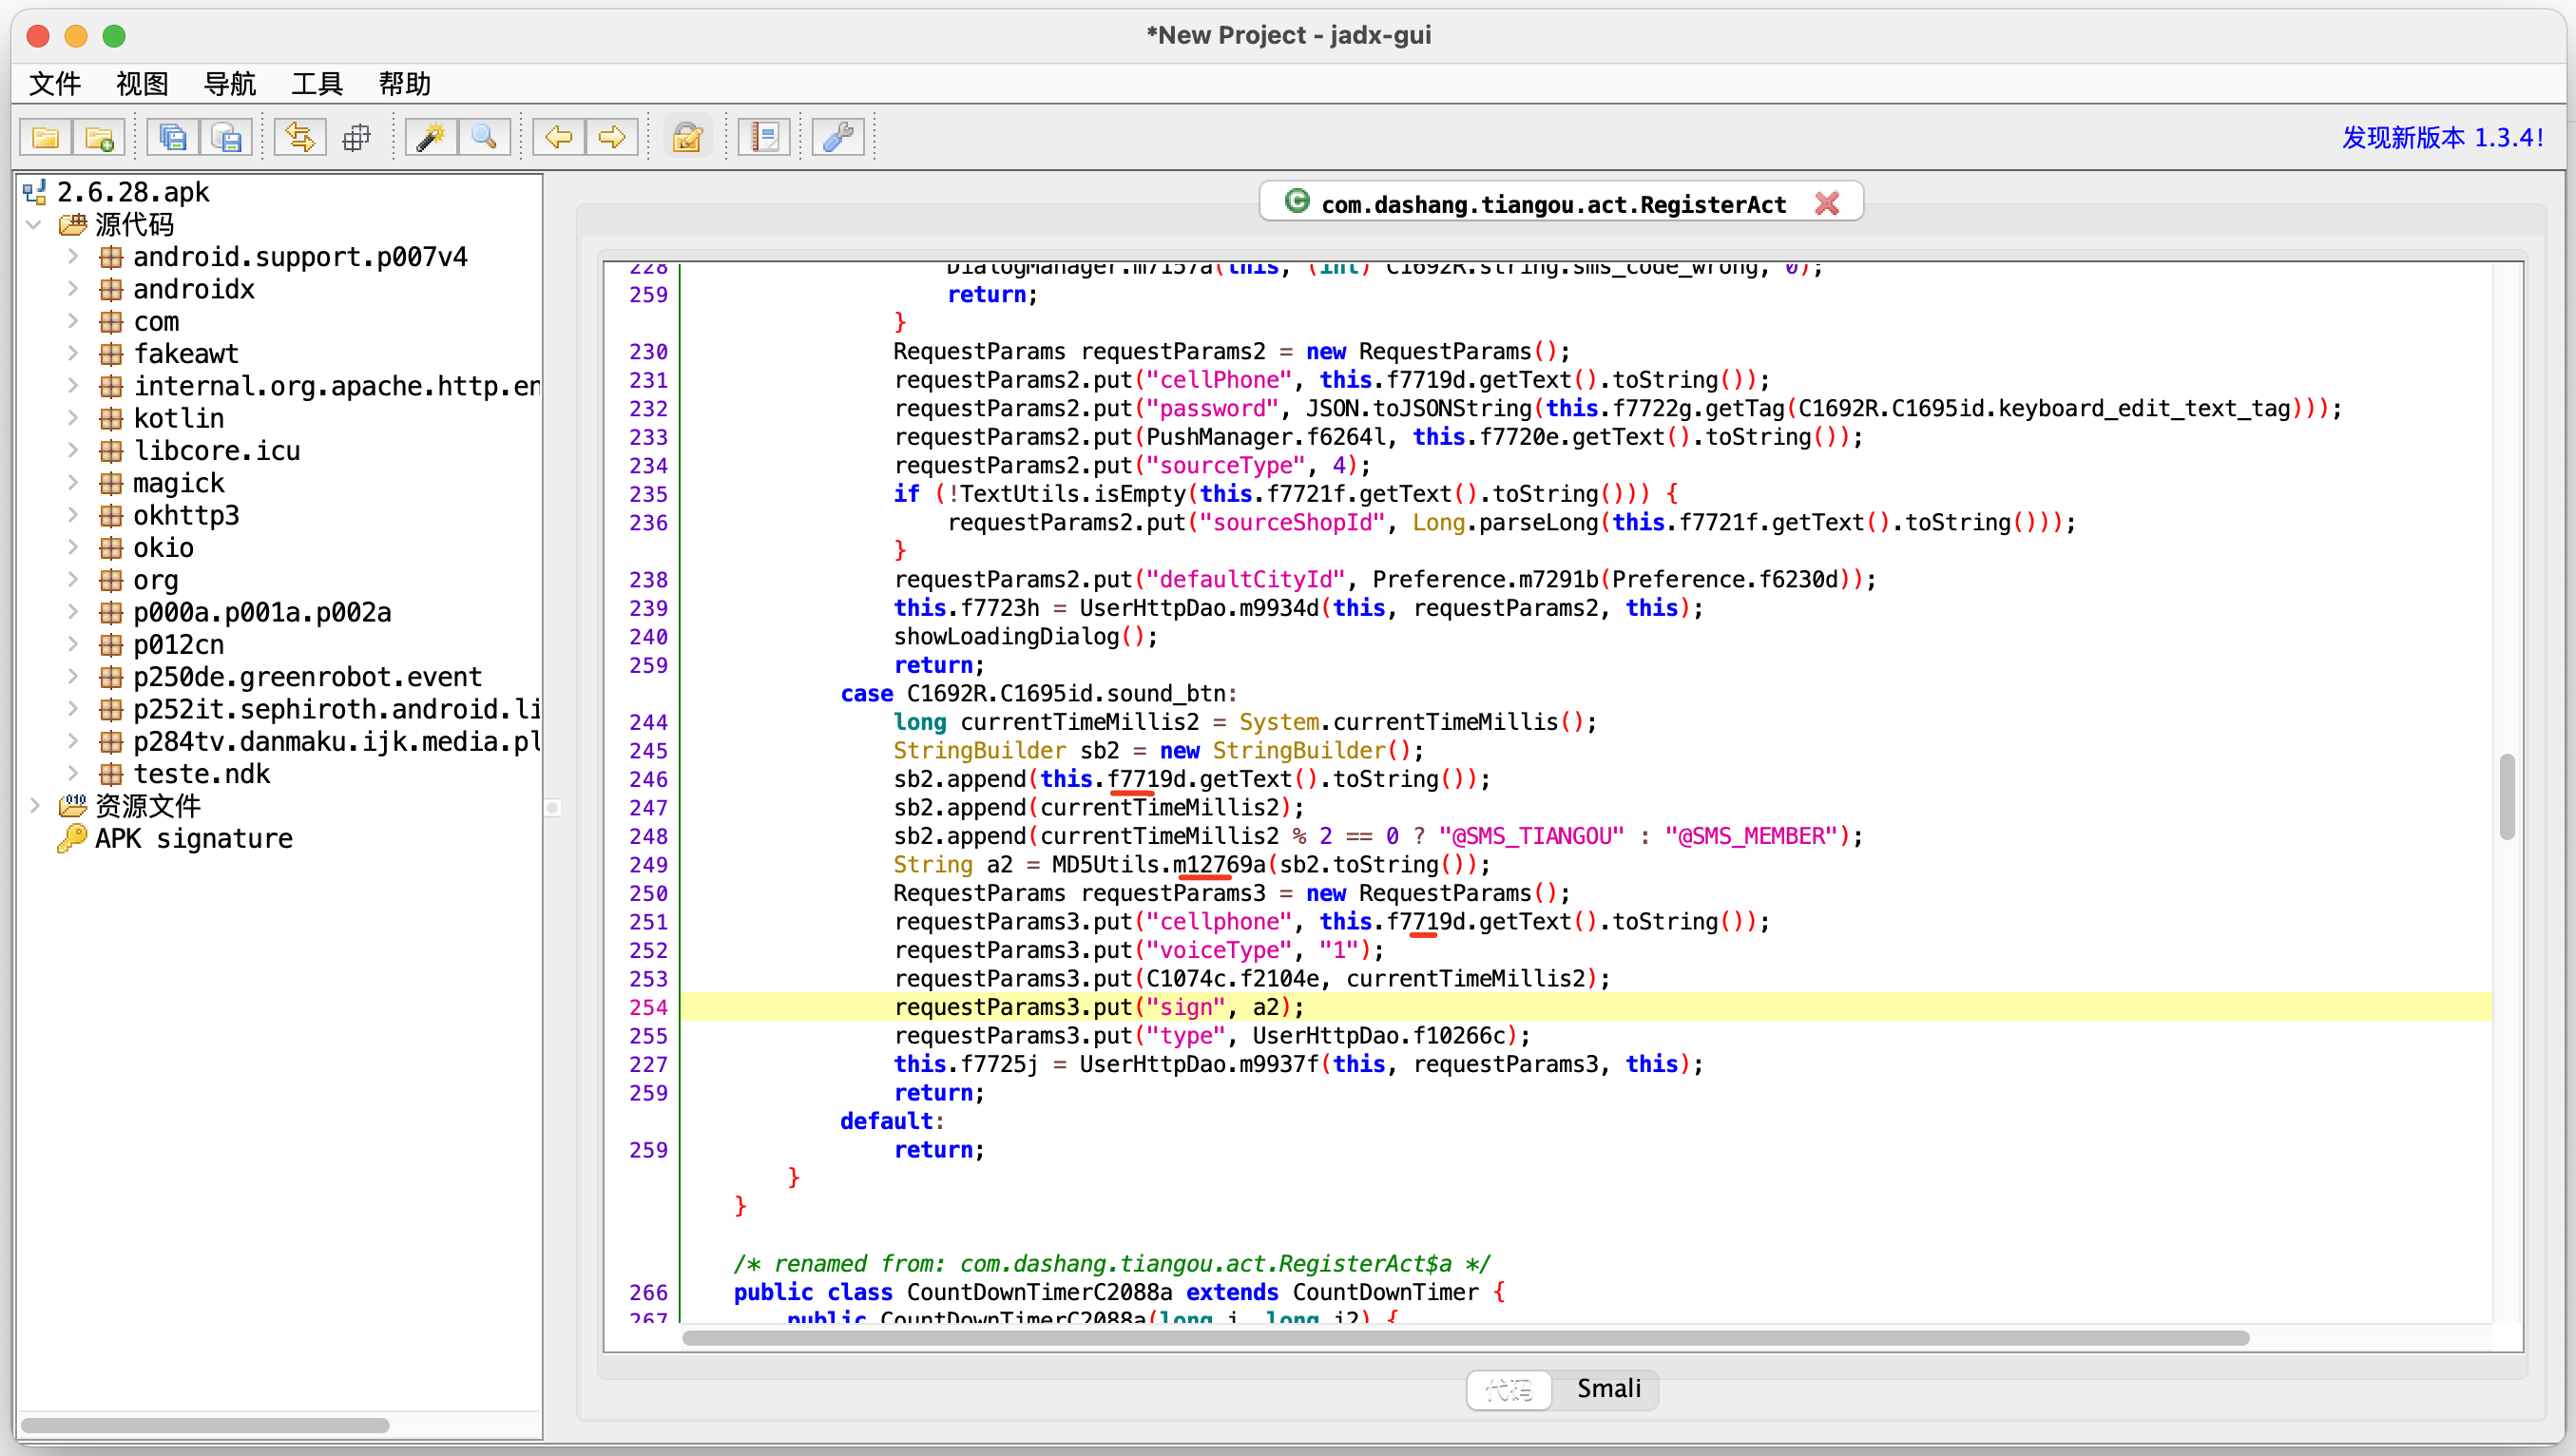 *New Project - jadx-gui
文件 视图 导航 工具 帮助
发现新版本 1.3.4!
2.6.28.apk
源代码
android.support.p007v4
androidx
com
fakeawt
internal.org.apache.http.en
kotlin
libcore.icu
magick
okhttp3
okio
org
p000a.p001a.p002a
p012cn
p250de.greenrobot.event
p252it.sephiroth.android.li
p284tv.danmaku.ijk.media.pl
teste.ndk
资源文件
APK signature
com.dashang.tiangou.act.RegisterAct
228 DialogManager.m7157a(this, (int) C1692R.string.sms_code_wrong, 0);
259 return;
}
230 RequestParams requestParams2 = new RequestParams();
231 requestParams2.put("cellPhone", this.f7719d.getText().toString());
232 requestParams2.put("password", JSON.toJSONString(this.f7722g.getTag(C1692R.C1695id.keyboard_edit_text_tag)));
233 requestParams2.put(PushManager.f6264l, this.f7720e.getText().toString());
234 requestParams2.put("sourceType", 4);
235 if (!TextUtils.isEmpty(this.f7721f.getText().toString())) {
236 requestParams2.put("sourceShopId", Long.parseLong(this.f7721f.getText().toString()));
}
238 requestParams2.put("defaultCityId", Preference.m7291b(Preference.f6230d));
239 this.f7723h = UserHttpDao.m9934d(this, requestParams2, this);
240 showLoadingDialog();
259 return;
case C1692R.C1695id.sound_btn:
244 long currentTimeMillis2 = System.currentTimeMillis();
245 StringBuilder sb2 = new StringBuilder();
246 sb2.append(this.f7719d.getText().toString());
247 sb2.append(currentTimeMillis2);
248 sb2.append(currentTimeMillis2 % 2 == 0 ? "@SMS_TIANGOU" : "@SMS_MEMBER");
249 String a2 = MD5Utils.m12769a(sb2.toString());
250 RequestParams requestParams3 = new RequestParams();
251 requestParams3.put("cellphone", this.f7719d.getText().toString());
252 requestParams3.put("voiceType", "1");
253 requestParams3.put(C1074c.f2104e, currentTimeMillis2);
254 requestParams3.put("sign", a2);
255 requestParams3.put("type", UserHttpDao.f10266c);
227 this.f7725j = UserHttpDao.m9937f(this, requestParams3, this);
259 return;
default:
259 return;
}
}
/* renamed from: com.dashang.tiangou.act.RegisterAct$a */
266 public class CountDownTimerC2088a extends CountDownTimer {
267 public CountDownTimerC2088a(long j, long j2) {
代码 Smali